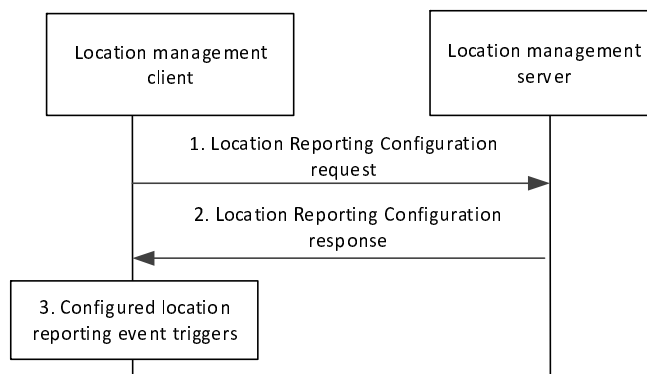 Location management
client
Location management
server
1. Location Reporting Configuration
request
2. Location Reporting Configuration
response
3. Configured location
reporting event triggers